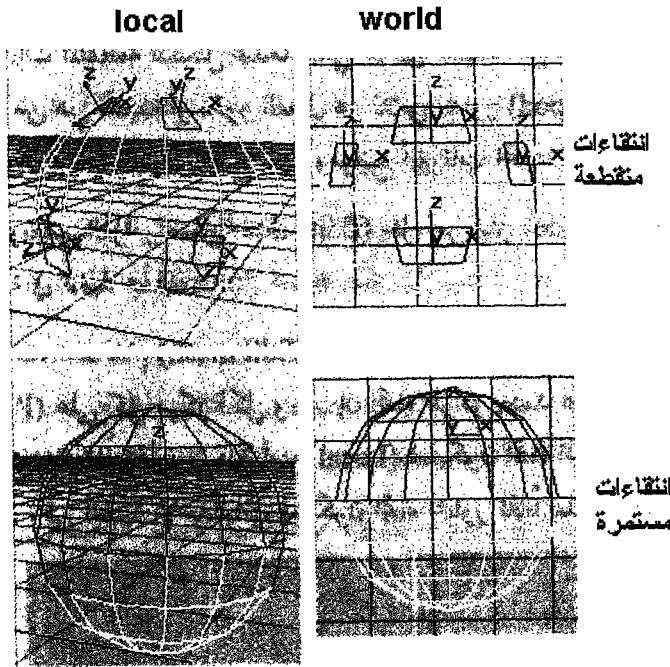 local world
z y x y z x
z y x
z y x z y x
انتقاءات
منقطعة
y z x y x
z y x
z
y x
انتقاءات
مستمرة